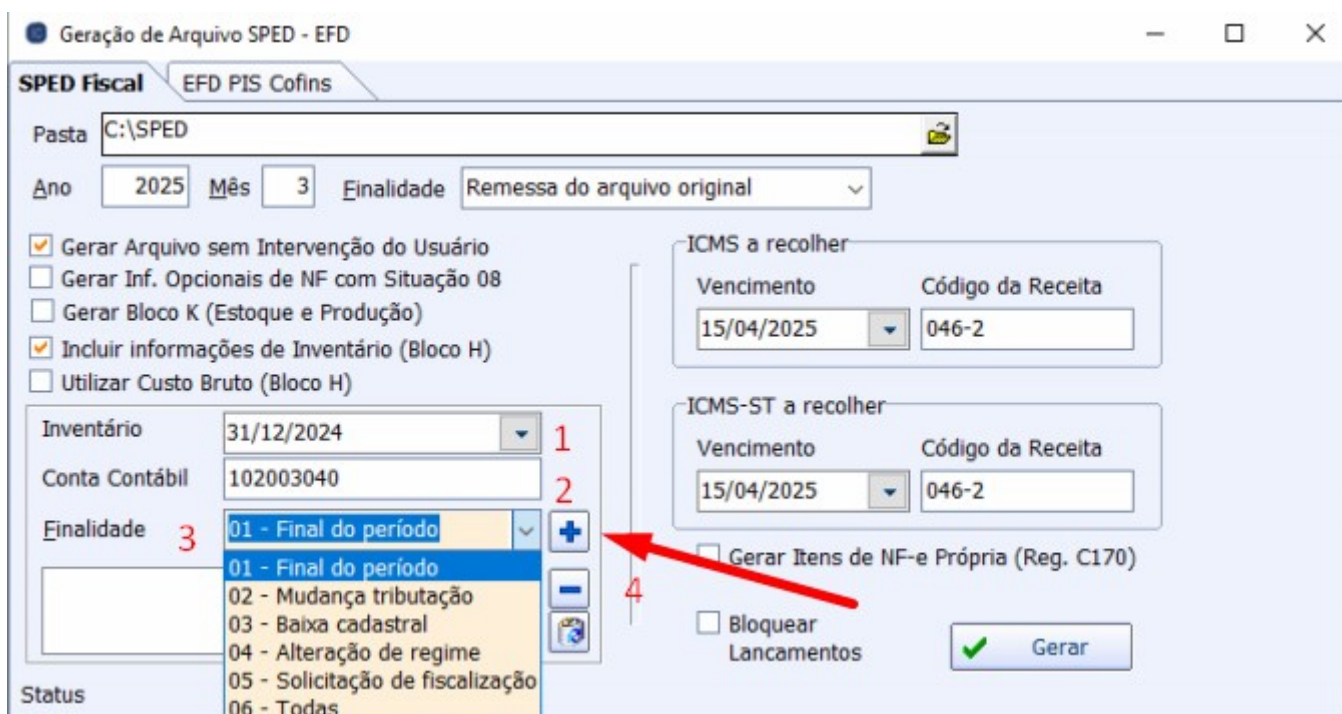 Geração de Arquivo SPED - EFD
SPED Fiscal EFD PIS Cofins
Pasta C:\SPED
Ano 2025 Mês 3 Finalidade Remessa do arquivo original
Gerar Arquivo sem Intervenção do Usuário
Gerar Inf. Opcionais de NF com Situação 08
Gerar Bloco K (Estoque e Produção)
Incluir informações de Inventário (Bloco H)
Utilizar Custo Bruto (Bloco H)
Inventário 31/12/2024 1
Conta Contábil 102003040 2
Finalidade 3 01 - Final do período
01 - Final do período
02 - Mudança tributação
03 - Baixa cadastral
04 - Alteração de regime
05 - Solicitação de fiscalização
06 - Todas
4
Status
ICMS a recolher
Vencimento Código da Receita
15/04/2025 046-2
ICMS-ST a recolher
Vencimento Código da Receita
15/04/2025 046-2
Gerar Itens de NF-e Própria (Reg. C170)
Bloquear
Lancamentos
Gerar